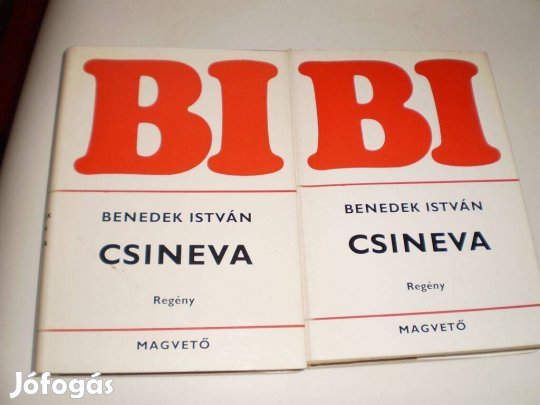 BI
BENEDEK ISTVÁN
CSINEVA
Regény
MAGVETŐ
BI
BENEDEK ISTVÁN
CSINEVA
Regény
MAGVETŐ
Jófogás